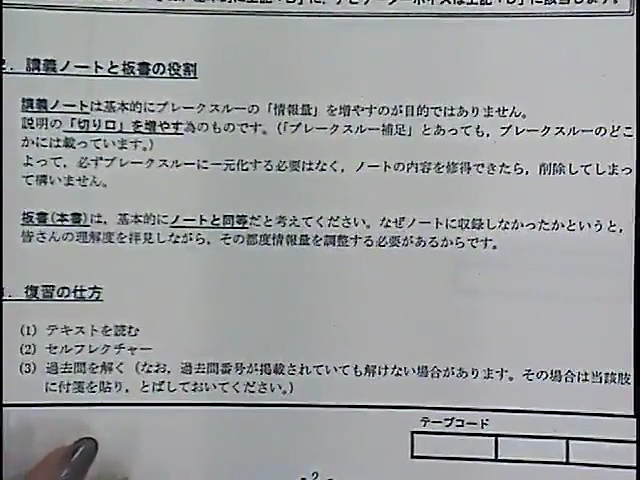 2. 講義ノートと板書の役割
講義ノートは基本的にブレークスルーの「情報量」を増やすのが目的ではありません。
説明の「切り口」を増やす為のものです。(「ブレークスルー補足」とあっても,ブレークスルーのどこ
かには載っています。)
よって,必ずブレークスルーに一元化する必要はなく,ノートの内容を修得できたら,削除してしまっ
て構いません。
板書(本書)は,基本的にノートと同等だと考えてください。なぜノートに収録しなかったかというと,
皆さんの理解度を拝見しながら,その都度情報量を調整する必要があるからです。
. 復習の仕方
(1) テキストを読む
(2) セルフレクチャー
(3) 過去問を解く(なお,過去問番号が掲載されていても解けない場合があります。その場合は当該肢
に付箋を貼り,とばしておいてください。)
テープコード
- 2 -